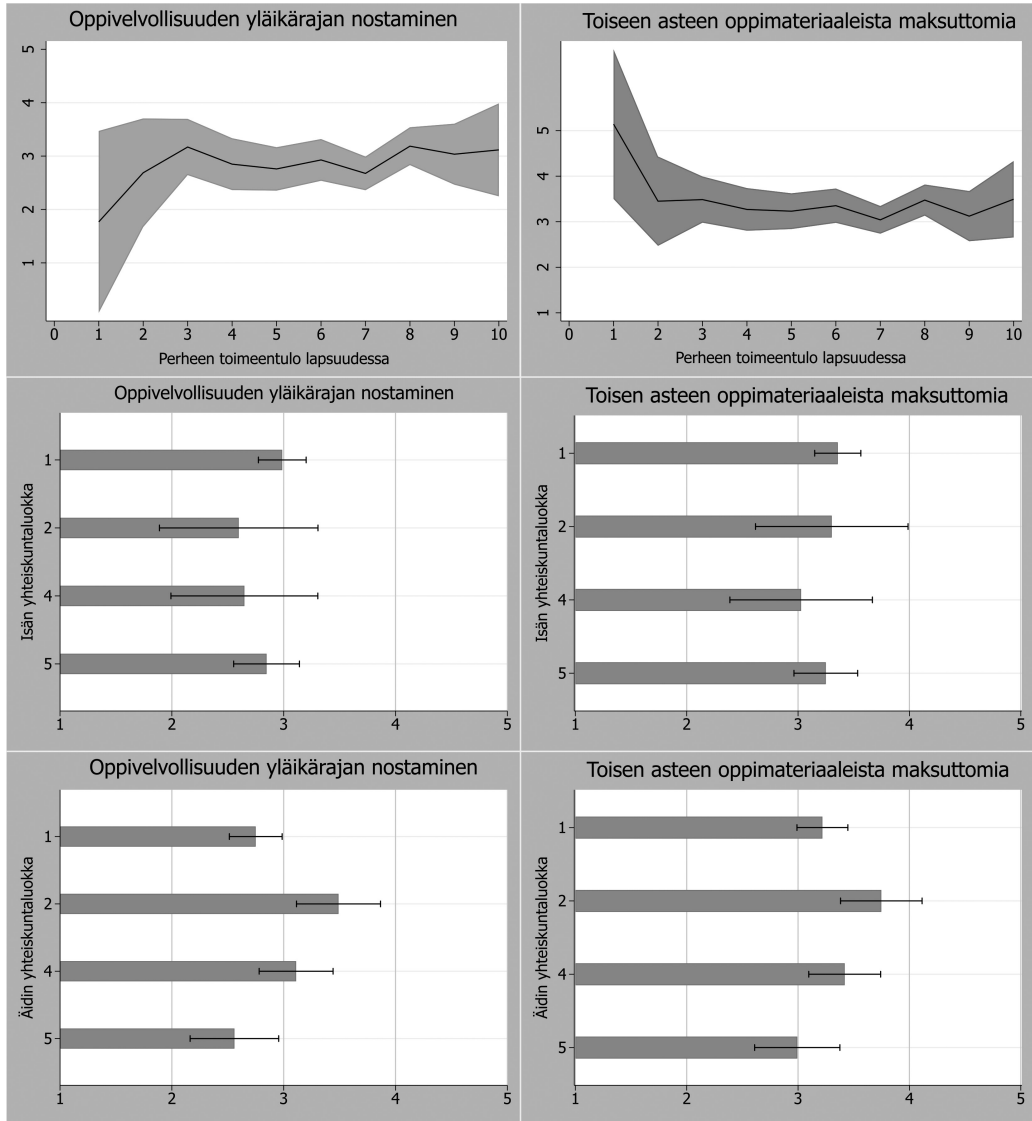 Oppivelvollisuuden yläikärajan nostaminen
5
4
3
2
1
0 1 2 3 4 5 6 7 8 9 10
Perheen toimeentulo lapsuudessa
Toiseen asteen oppimateriaaleista maksuttomia
5
4
3
2
1
0 1 2 3 4 5 6 7 8 9 10
Perheen toimeentulo lapsuudessa
Oppivelvollisuuden yläikärajan nostaminen
Isän yhteiskuntaluokka
1
2
4
5
1 2 3 4 5
Toisen asteen oppimateriaaleista maksuttomia
Isän yhteiskuntaluokka
1
2
4
5
1 2 3 4 5
Oppivelvollisuuden yläikärajan nostaminen
Äidin yhteiskuntaluokka
1
2
4
5
1 2 3 4 5
Toisen asteen oppimateriaaleista maksuttomia
Äidin yhteiskuntaluokka
1
2
4
5
1 2 3 4 5